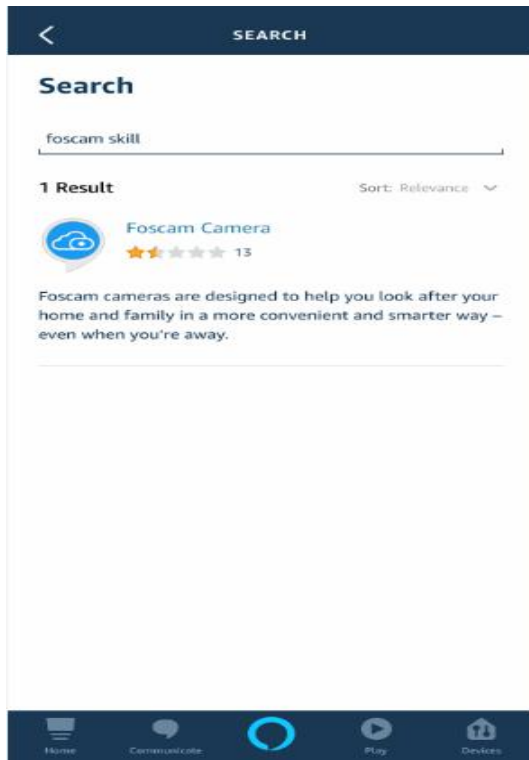 SEARCH
Search
foscam skill
1 Result
Sort: Relevance
Foscam Camera
13
Foscam cameras are designed to help you look after your
home and family in a more convenient and smarter way –
even when you're away.
Home
Communicate
Play
Devices